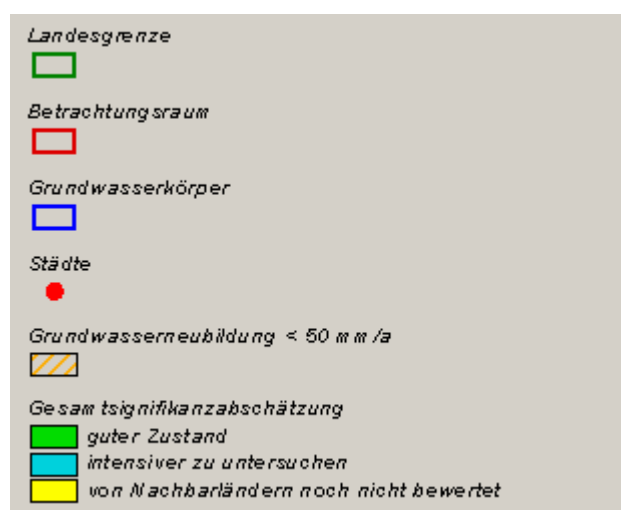 Landesgrenze
Betrachtungsraum
Grundwasserkörper
Städte
Grundwasserneubildung < 50 mm/a
Gesamtsignifikanzabschätzung
guter Zustand
intensiver zu untersuchen
von Nachbarländern noch nicht bewertet